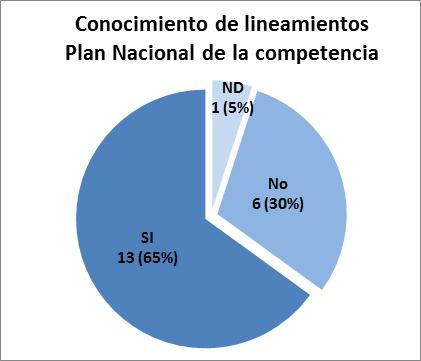 Conocimiento de lineamientos
Plan Nacional de la competencia
ND
1 (5%)
No
6 (30%)
SI
13 (65%)